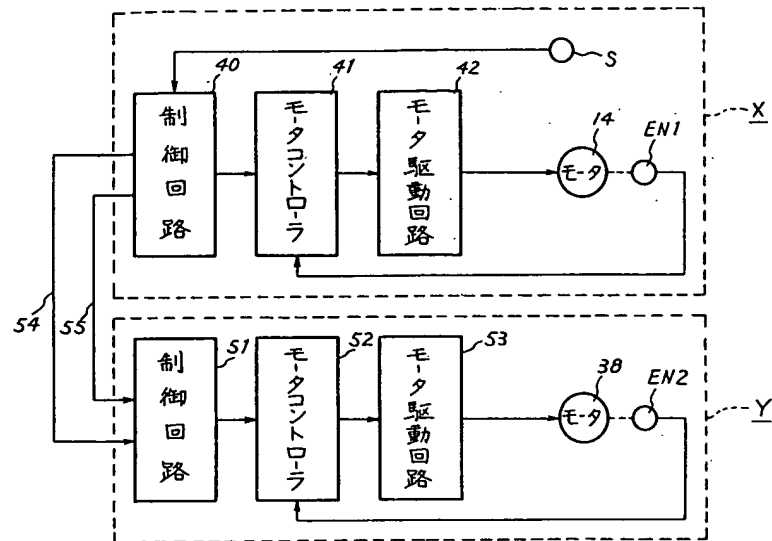 S
40
41
42
制御回路
モータコントローラ
モータ駆動回路
14
モータ
EN1
X
54
55
51
52
53
制御回路
モータコントローラ
モータ駆動回路
38
モータ
EN2
Y